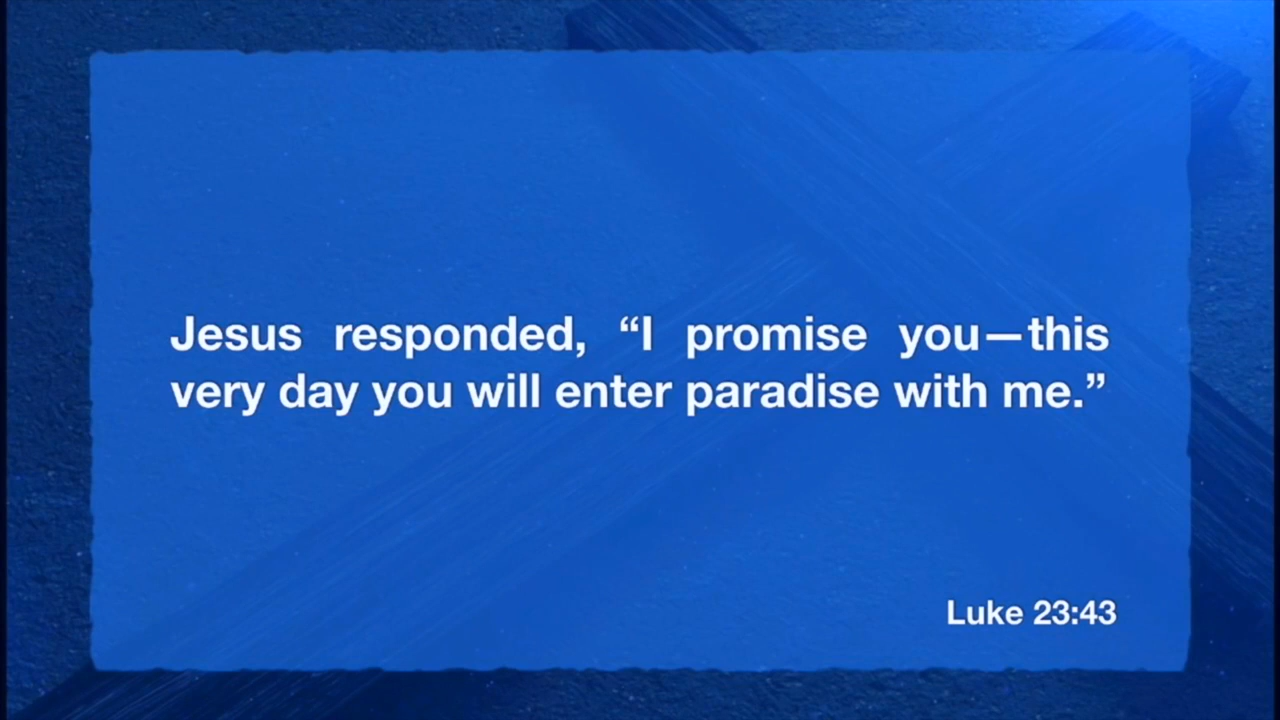 Jesus responded, “I promise you—this
very day you will enter paradise with me.”
Luke 23:43